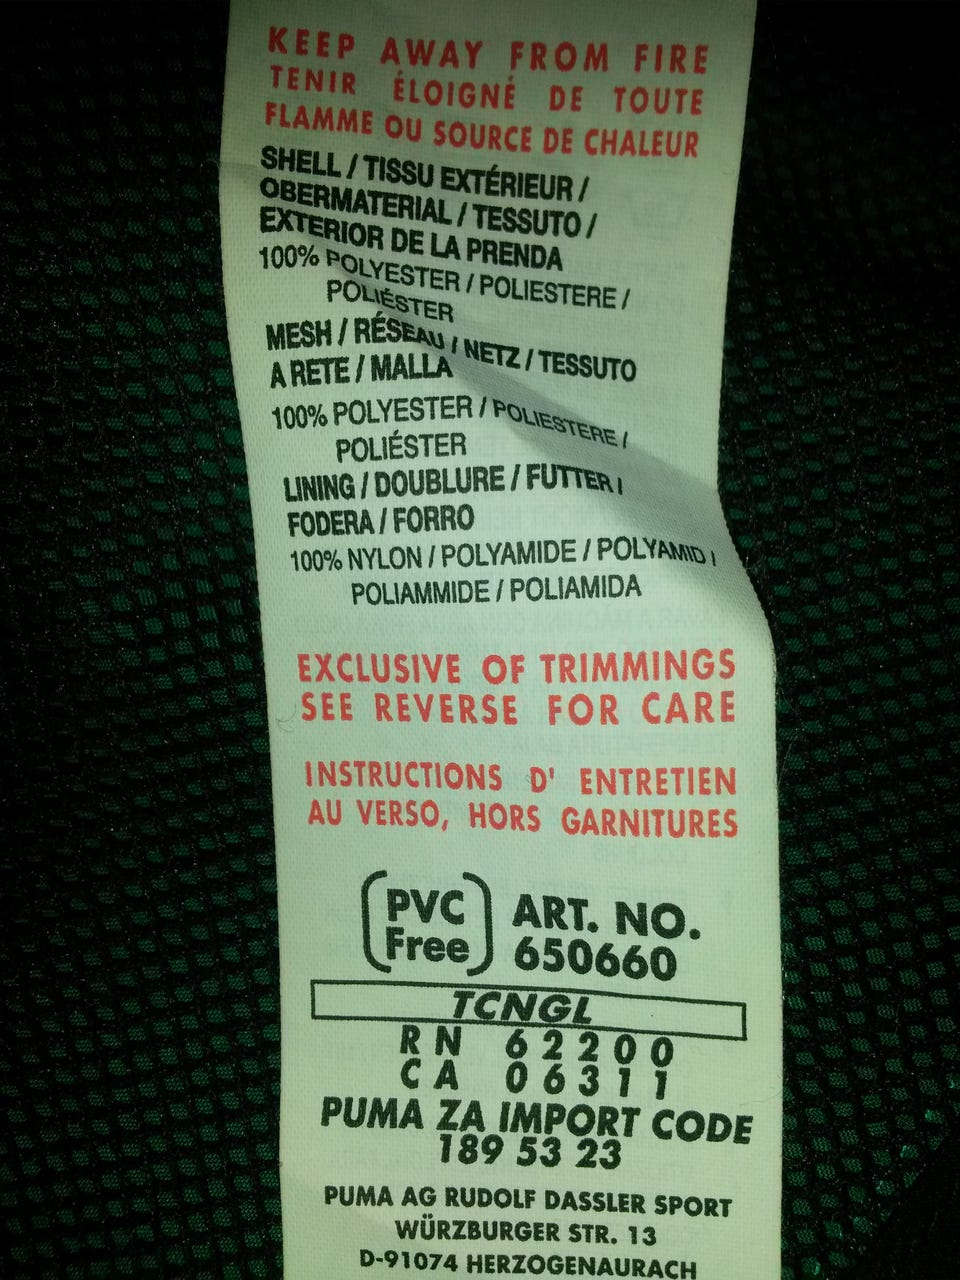 KEEP AWAY FROM FIRE
TENIR ÉLOIGNÉ DE TOUTE
FLAMME OU SOURCE DE CHALEUR
SHELL / TISSU EXTÉRIEUR /
OBERMATERIAL / TESSUTO /
EXTERIOR DE LA PRENDA
100% POLYESTER / POLIESTERE /
POLIÉSTER
MESH / RÉSEAU / NETZ / TESSUTO
A RETE / MALLA
100% POLYESTER / POLIESTERE /
POLIÉSTER
LINING / DOUBLURE / FUTTER /
FODERA / FORRO
100% NYLON / POLYAMIDE / POLYAMID /
POLIAMMIDE / POLIAMIDA
EXCLUSIVE OF TRIMMINGS
SEE REVERSE FOR CARE
INSTRUCTIONS D' ENTRETIEN
AU VERSO, HORS GARNITURES
PVC ART. NO.
Free 650660
TCNGL
RN 62200
CA 06311
PUMA ZA IMPORT CODE
189 53 23
PUMA AG RUDOLF DASSLER SPORT
WÜRZBURGER STR. 13
D-91074 HERZOGENAURACH